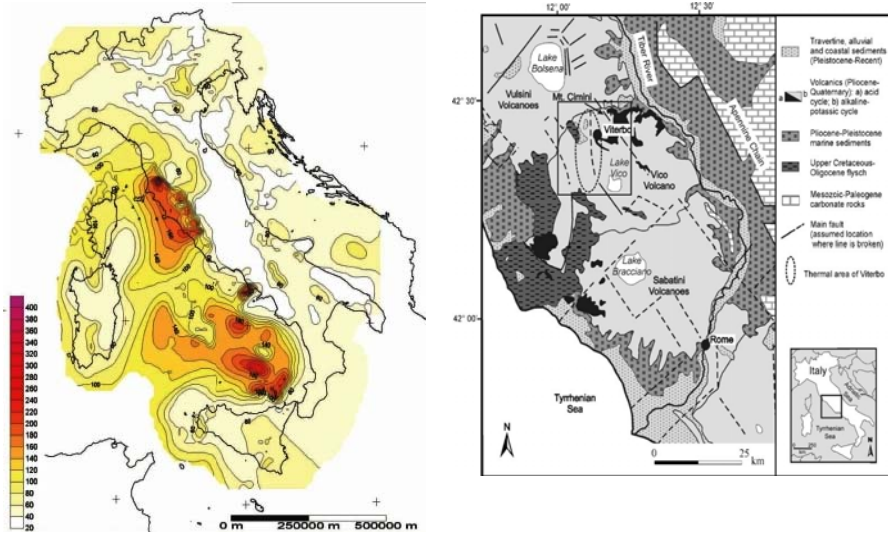 400
380
360
340
320
300
280
260
240
220
200
180
160
140
120
100
80
60
40
20
0 m 250000 m 500000 m
12° 00'
12° 30'
42° 30'
42° 00'
Lake
Bolsena
Tiber River
Vulsini
Volcanoes
Mt. Cimini
Viterbo
Apennine Chain
Lake
Vico
Vico
Volcano
Lake
Bracciano
Sabatini
Volcanoes
Rome
Tyrrhenian
Sea
N
0 25
km
Travertine, alluvial
and coastal sediments
(Pleistocene-Recent)
a b
Volcanics (Pliocene-
Quaternary): a) acid
cycle; b) alkaline-
potassic cycle
Pliocene-Pleistocene
marine sediments
Upper Cretaceous-
Oligocene flysch
Mesozoic-Paleogene
carbonate rocks
Main fault
(assumed location
where line is broken)
Thermal area of Viterbo
Italy
Adriatic Sea
Tyrrhenian
Sea
km
N